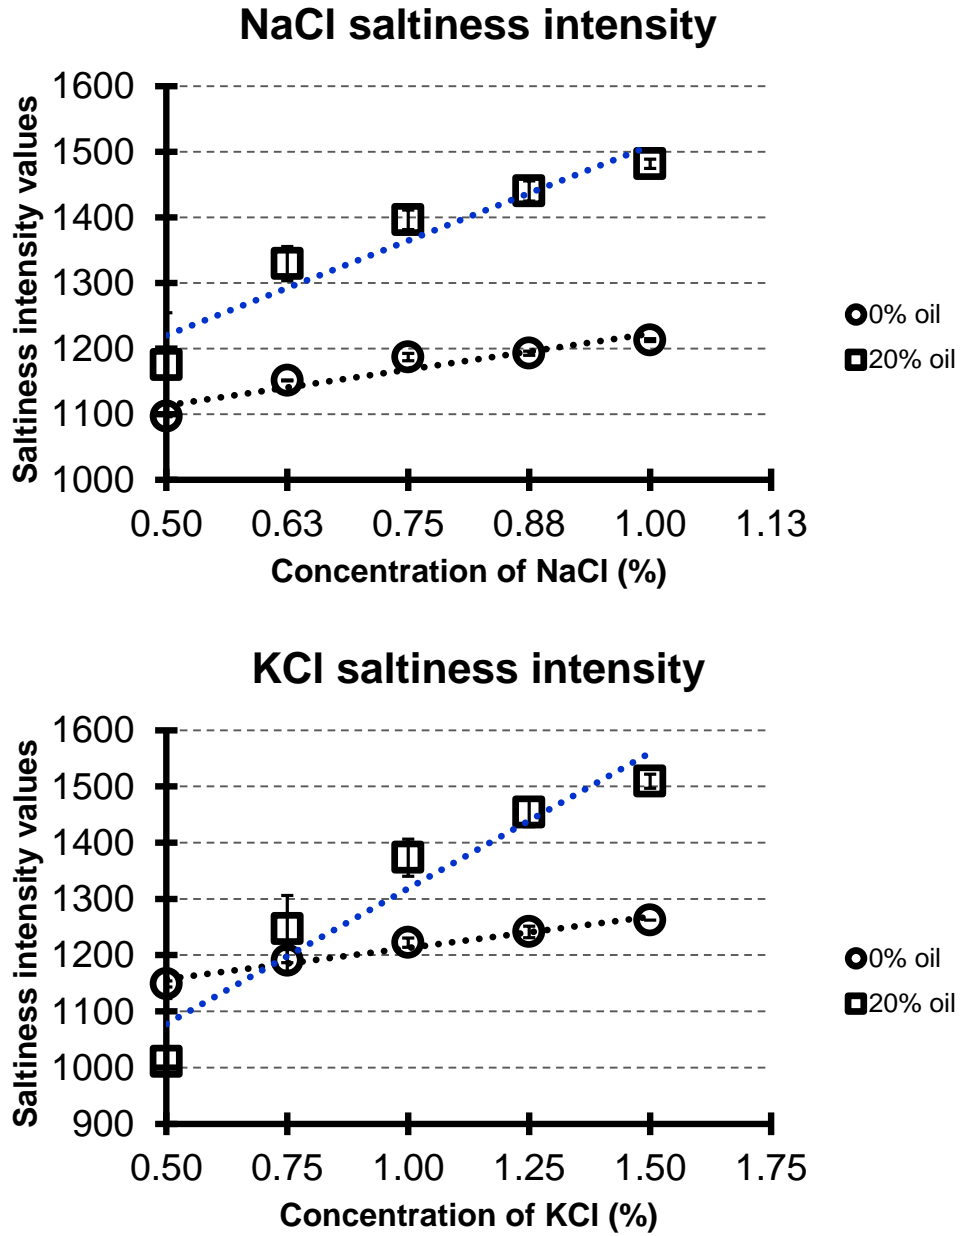 NaCl saltiness intensity
Saltiness intensity values
1600
1500
1400
1300
1200
1100
1000
0.50 0.63 0.75 0.88 1.00 1.13
Concentration of NaCl (%)
0% oil
20% oil
KCl saltiness intensity
Saltiness intensity values
1600
1500
1400
1300
1200
1100
1000
900
0.50 0.75 1.00 1.25 1.50 1.75
Concentration of KCl (%)
0% oil
20% oil